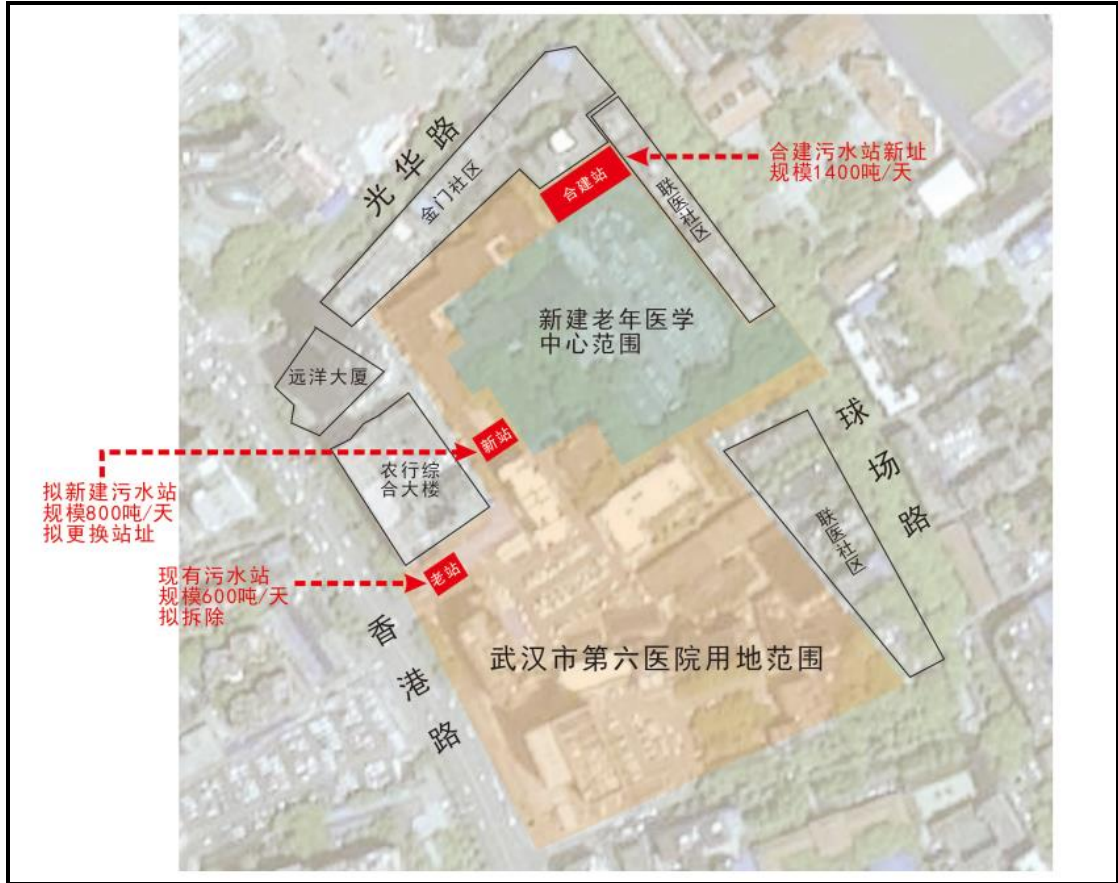 光华路
金门社区
合建站
合建污水站新址
规模1400吨/天
联医社区
新建老年医学
中心范围
远洋大厦
新站
农行综
合大楼
拟新建污水站
规模800吨/天
拟更换站址
球场路
联医社区
老站
现有污水站
规模600吨/天
拟拆除
香港路
武汉市第六医院用地范围